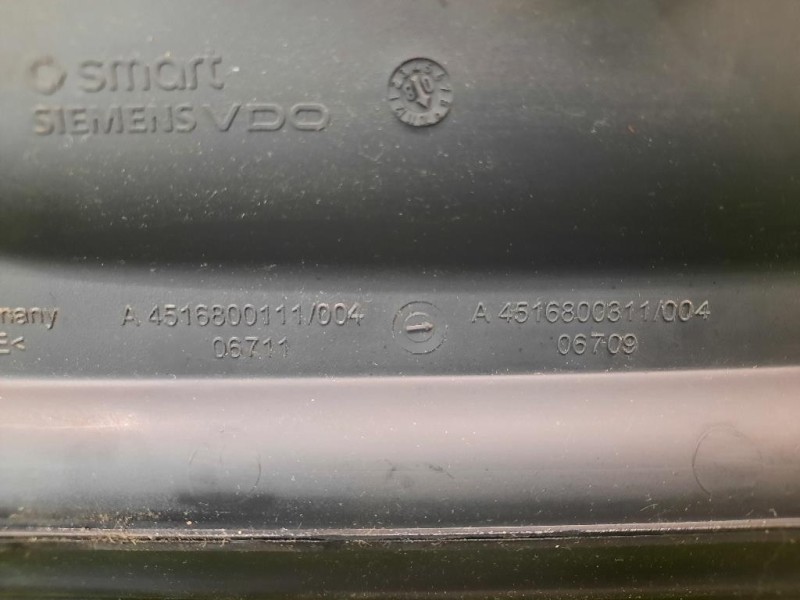 smart
SIEMENS VDO
many A 4516800111/004 A 4516800311/004
E< 06711 06709